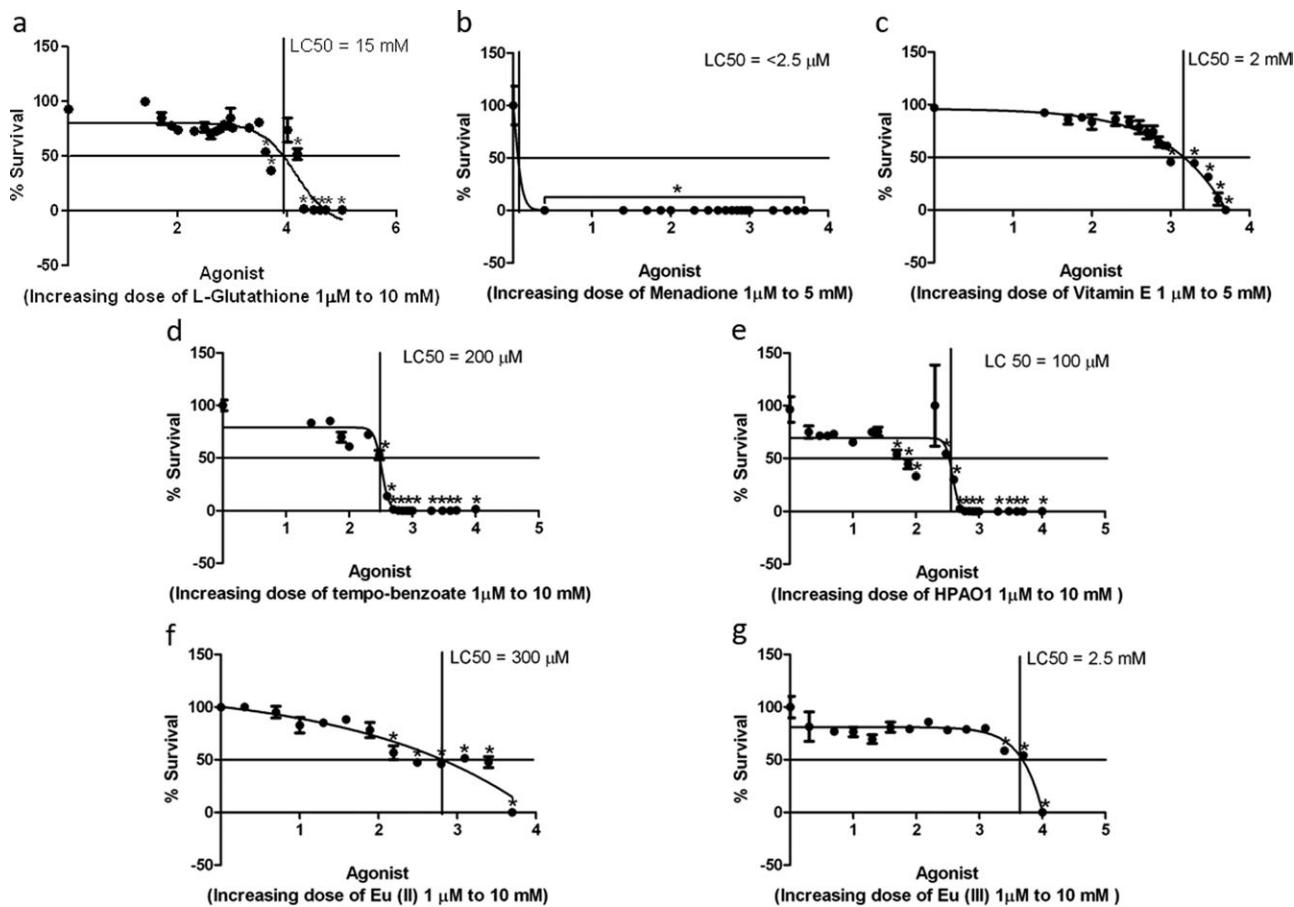 a
LC50 = 15 mM
150
100
50
0
-50
2
4
6
% Survival
*
*
*
*
*
*
*
*
Agonist
(Increasing dose of L-Glutathione 1μM to 10 mM)
b
LC50 = <2.5 μM
150
100
50
0
-50
1
2
3
4
% Survival
*
Agonist
(Increasing dose of Menadione 1μM to 5 mM)
c
LC50 = 2 mM
150
100
50
0
-50
1
2
3
4
% Survival
*
*
*
*
*
Agonist
(Increasing dose of Vitamin E 1 μM to 5 mM)
d
LC50 = 200 μM
150
100
50
0
-50
1
2
3
4
5
% Survival
*
*
*****
****
*
Agonist
(Increasing dose of tempo-benzoate 1μM to 10 mM)
e
LC 50 = 100 μM
150
100
50
0
-50
1
2
3
4
5
% Survival
*
*
*
*
*
*****
****
*
Agonist
(Increasing dose of HPAO1 1μM to 10 mM )
f
LC50 = 300 μM
150
100
50
0
-50
1
2
3
4
% Survival
*
*
*
*
*
*
Agonist
(Increasing dose of Eu (II) 1 μM to 10 mM)
g
LC50 = 2.5 mM
150
100
50
0
-50
1
2
3
4
5
% Survival
*
*
*
Agonist
(Increasing dose of Eu (III) 1μM to 10 mM )